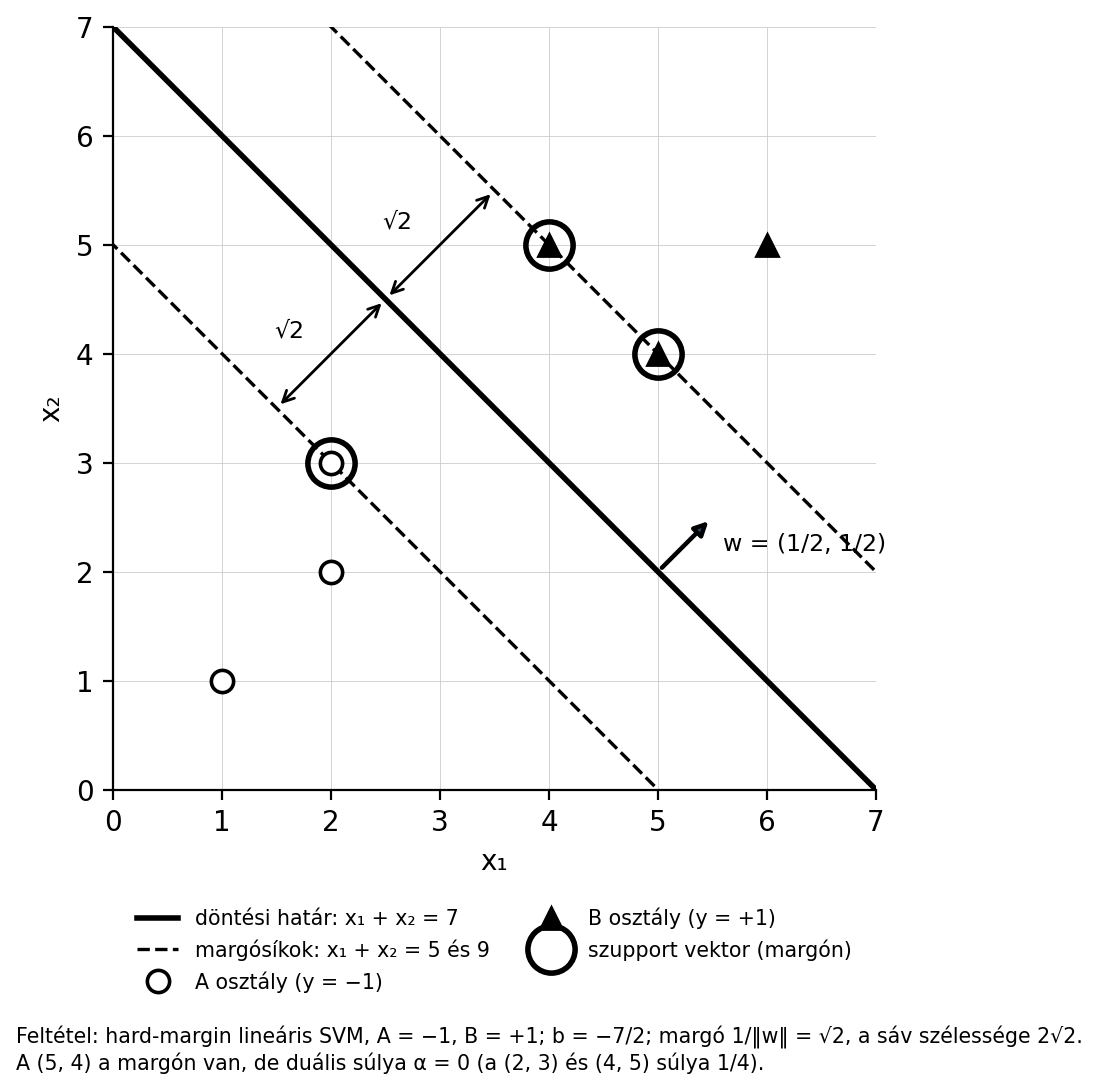 7
6
5
4
3
2
1
0
x₂
√2
√2
w = (1/2, 1/2)
0 1 2 3 4 5 6 7
x₁
döntési határ: x₁ + x₂ = 7
margósíkok: x₁ + x₂ = 5 és 9
A osztály (y = −1)
B osztály (y = +1)
szupport vektor (margón)
Feltétel: hard-margin lineáris SVM, A = −1, B = +1; b = −7/2; margó 1/‖w‖ = √2, a sáv szélessége 2√2.
A (5, 4) a margón van, de duális súlya α = 0 (a (2, 3) és (4, 5) súlya 1/4).